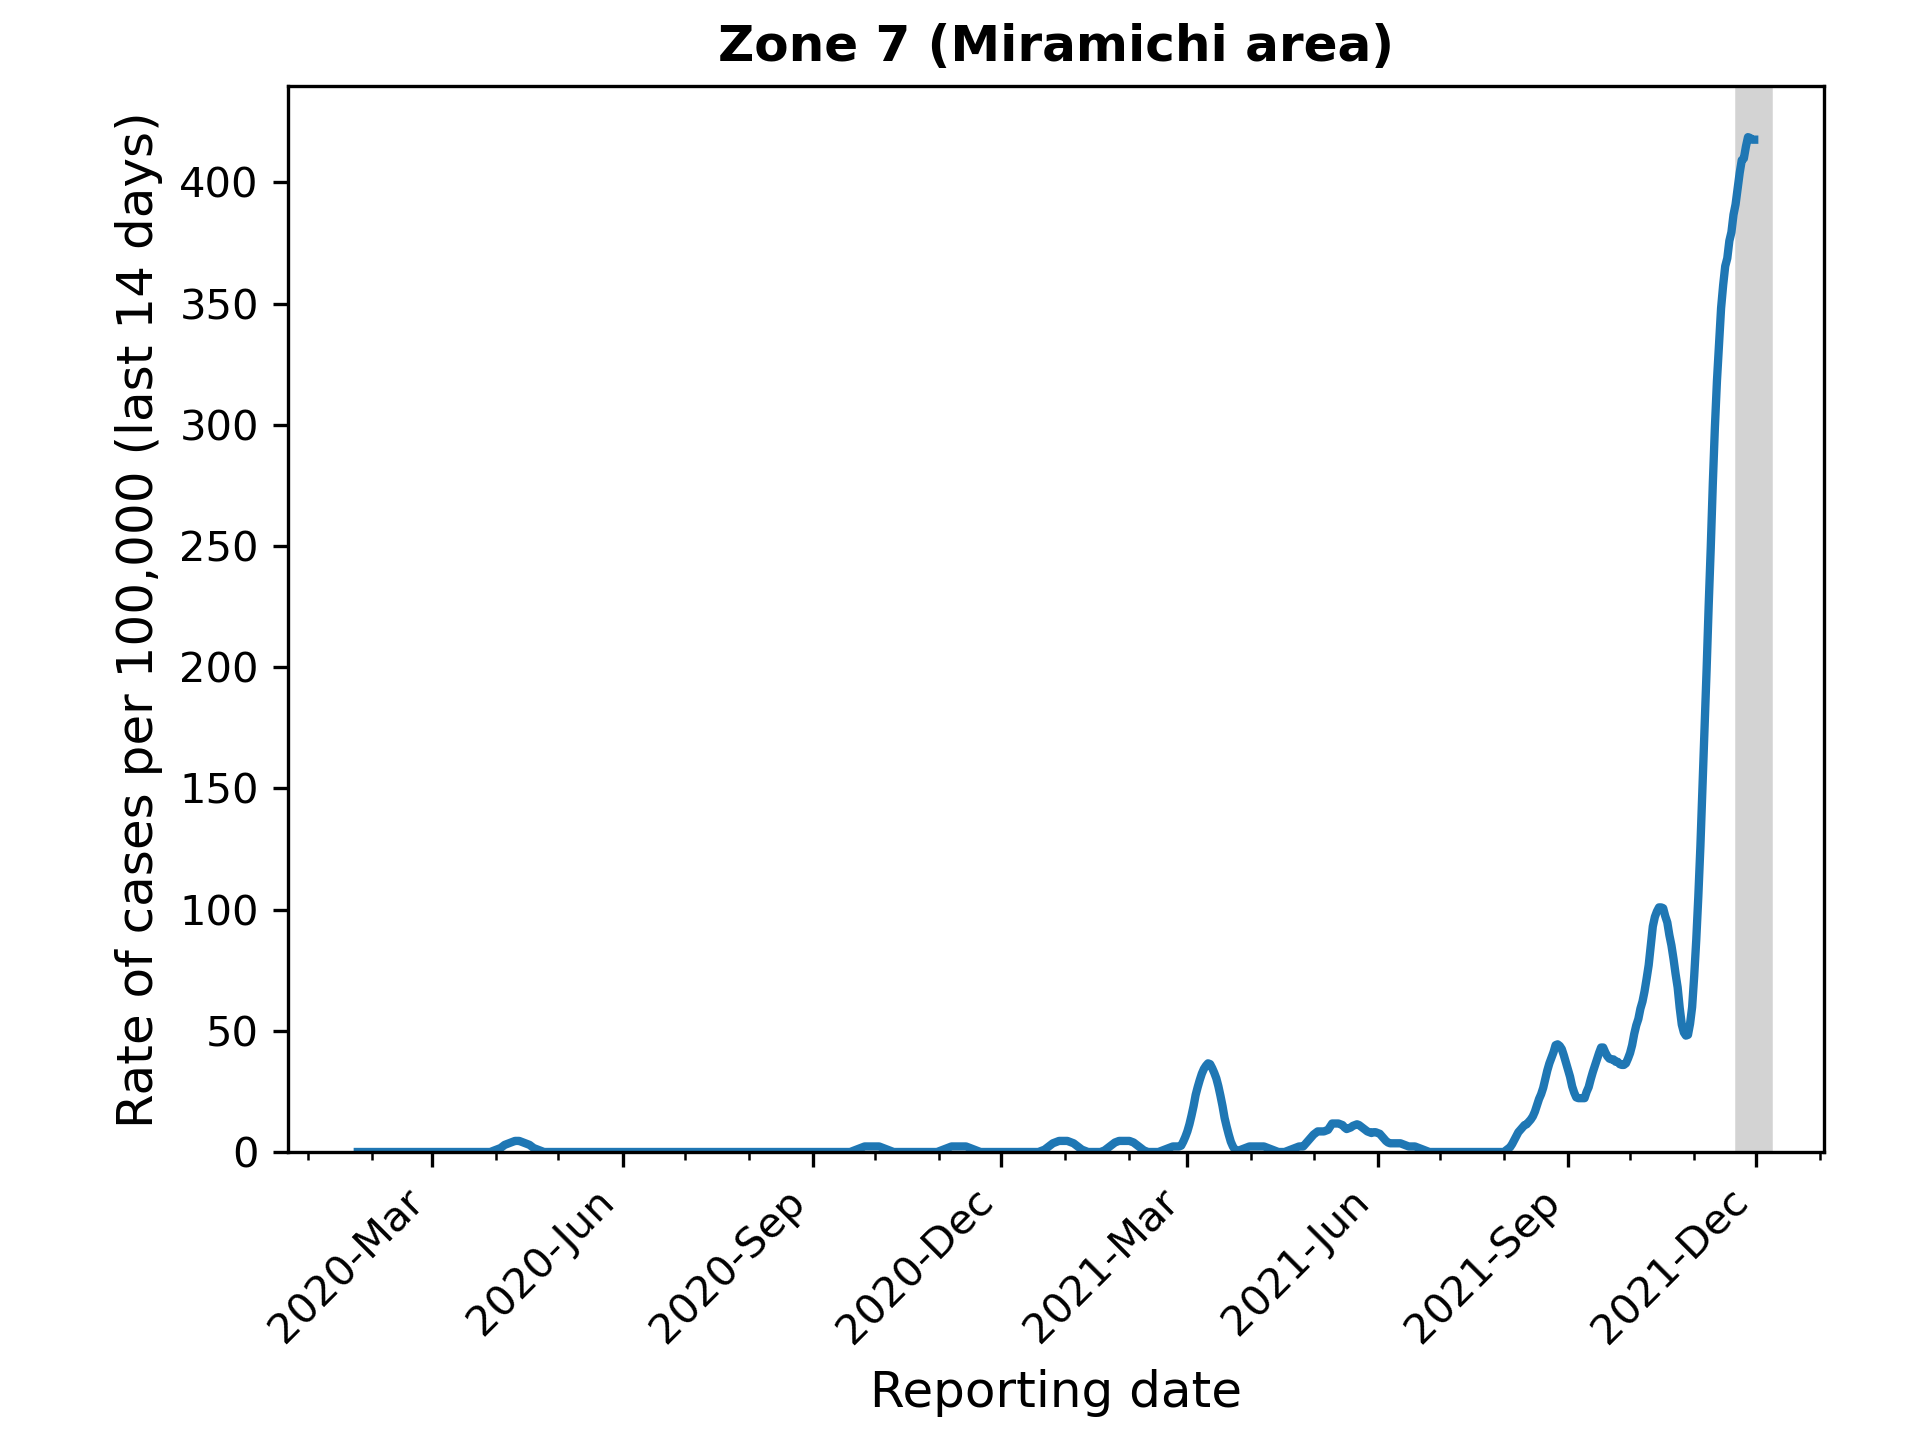 Zone 7 (Miramichi area)
Rate of cases per 100,000 (last 14 days)
400
350
300
250
200
150
100
50
0
2020-Mar
2020-Jun
2020-Sep
2020-Dec
2021-Mar
2021-Jun
2021-Sep
2021-Dec
Reporting date